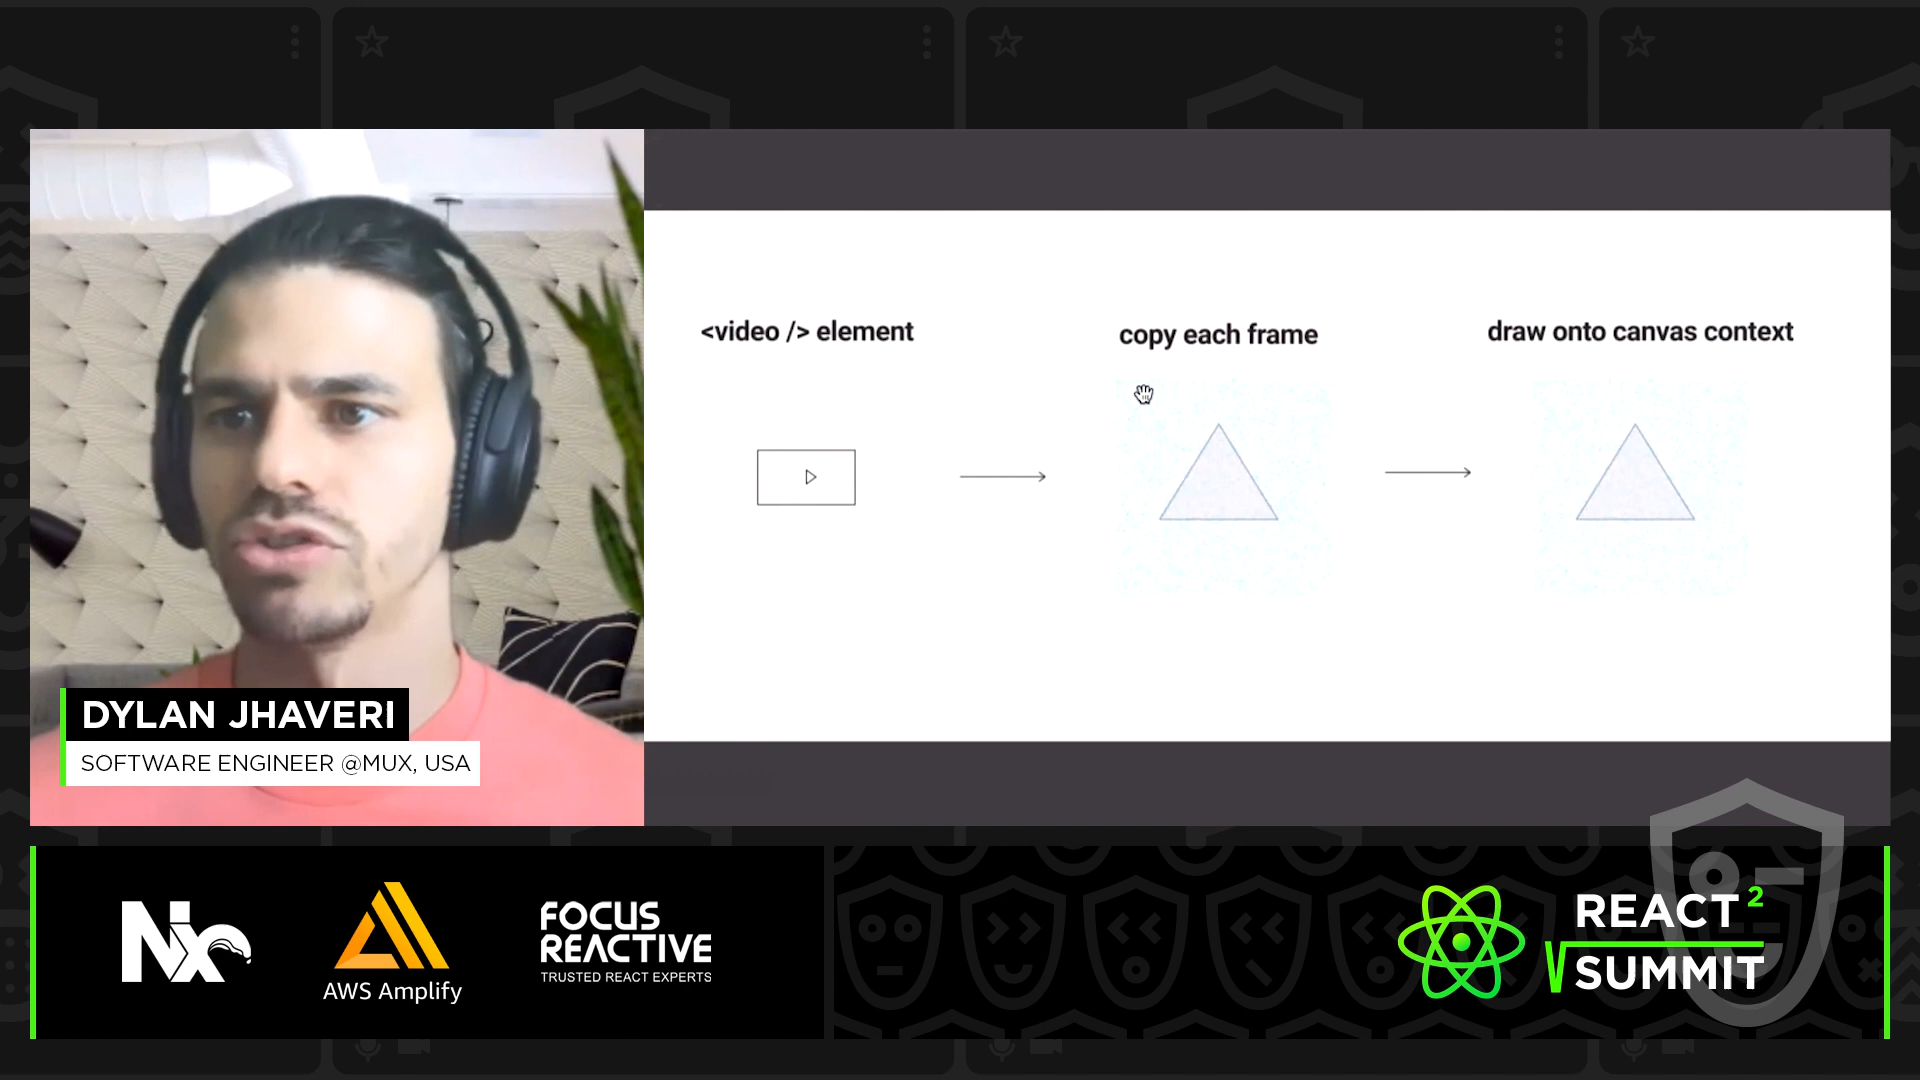 <video /> element
copy each frame
draw onto canvas context
DYLAN JHAVERI
SOFTWARE ENGINEER @MUX, USA
Nx
AWS Amplify
FOCUS
REACTIVE
TRUSTED REACT EXPERTS
REACT 2
SUMMIT